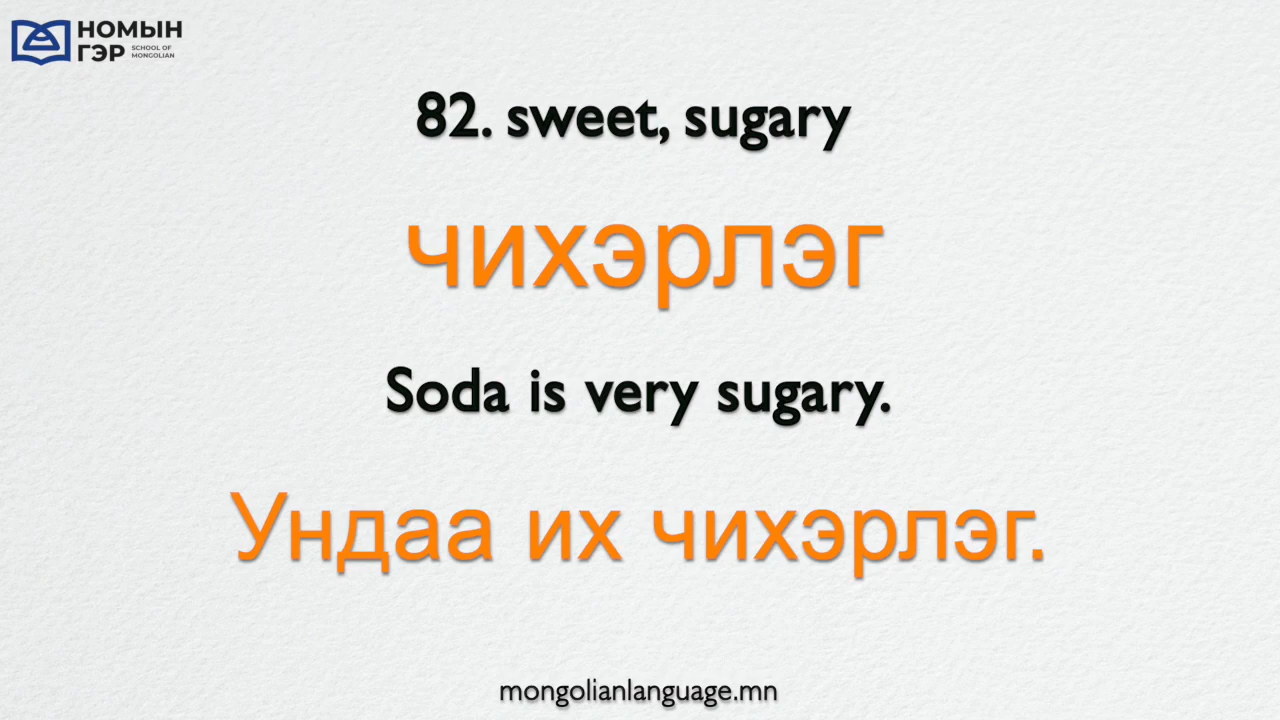 НОМЫН
ГЭР SCHOOL OF
MONGOLIAN
82. sweet, sugary
чихэрлэг
Soda is very sugary.
Ундаа их чихэрлэг.
mongolianlanguage.mn